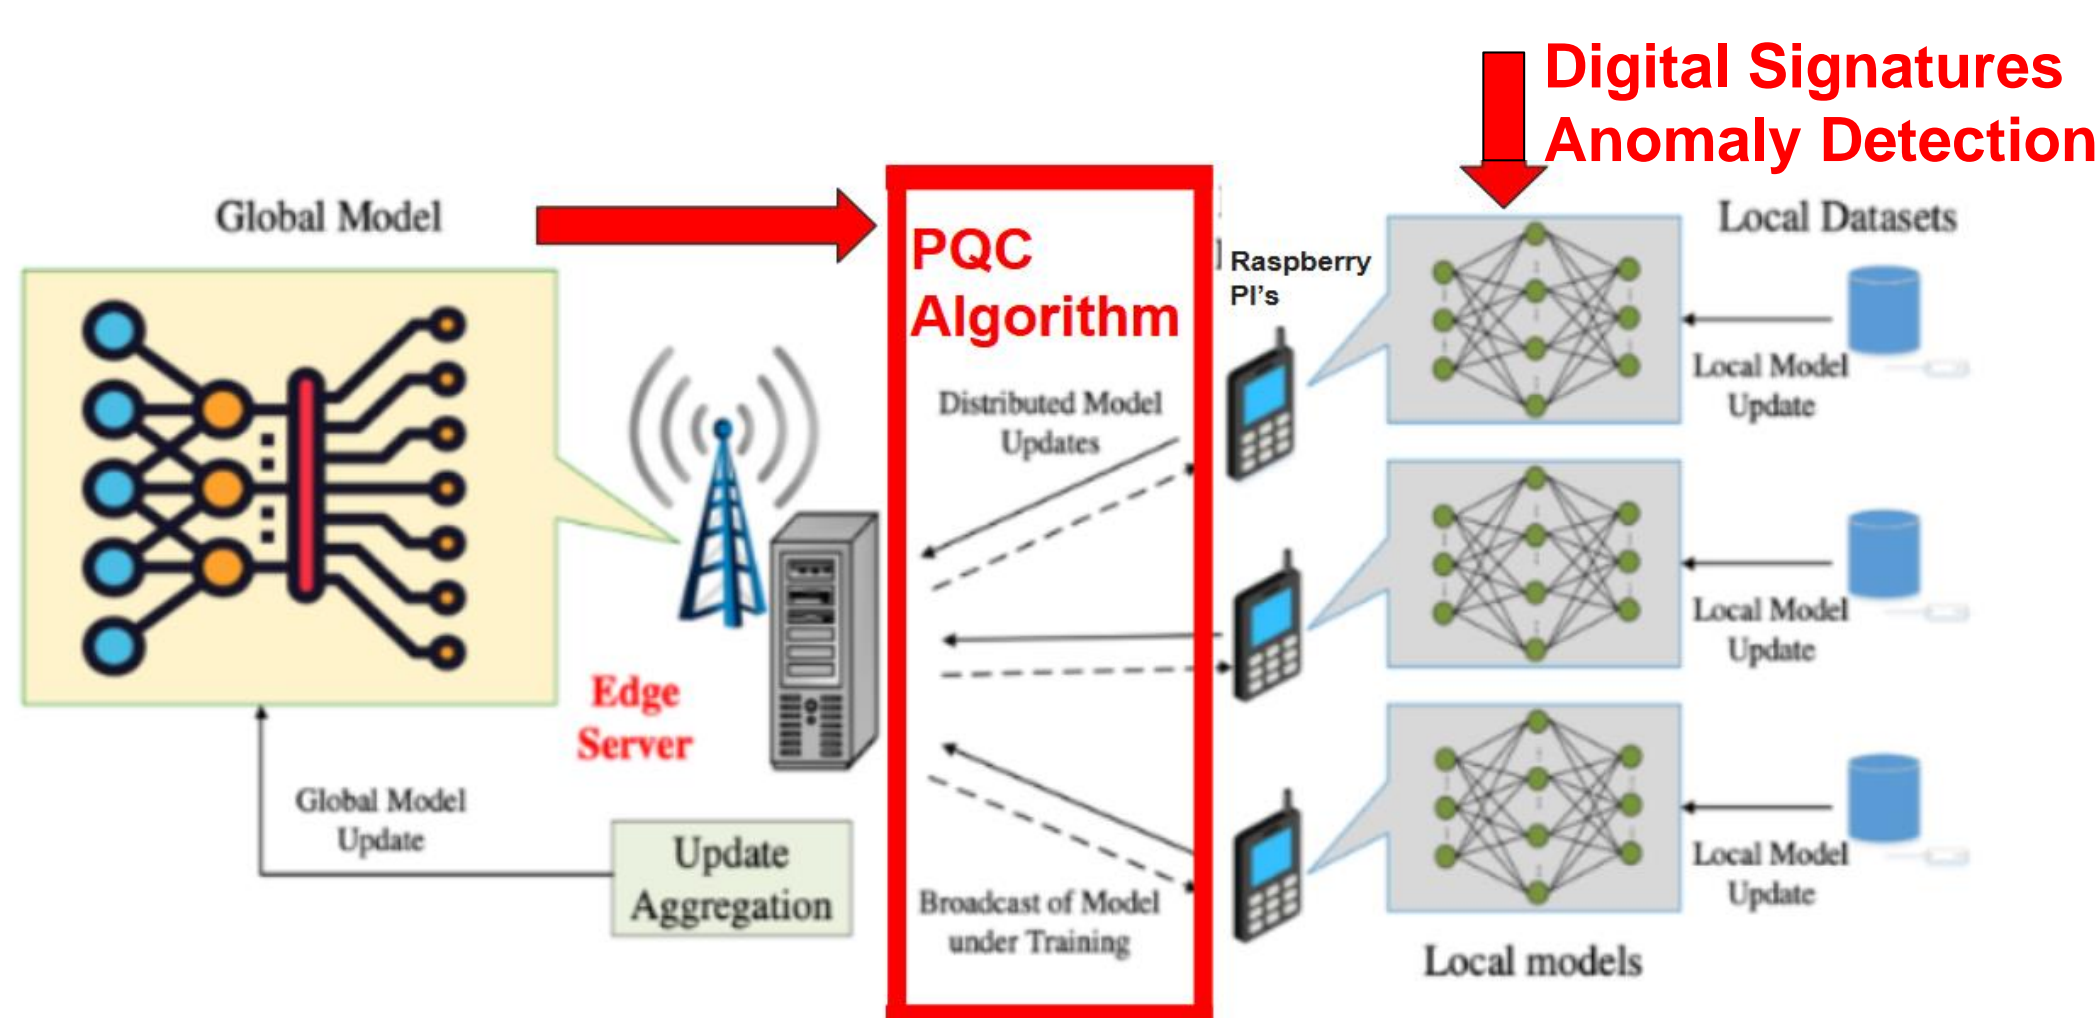 Digital Signatures
Anomaly Detection
Global Model
PQC
Algorithm
Raspberry
PI's
Local Datasets
Distributed Model
Updates
Local Model
Update
Local Model
Update
Edge
Server
Global Model
Update
Update
Aggregation
Broadcast of Model
under Training
Local Model
Update
Local models